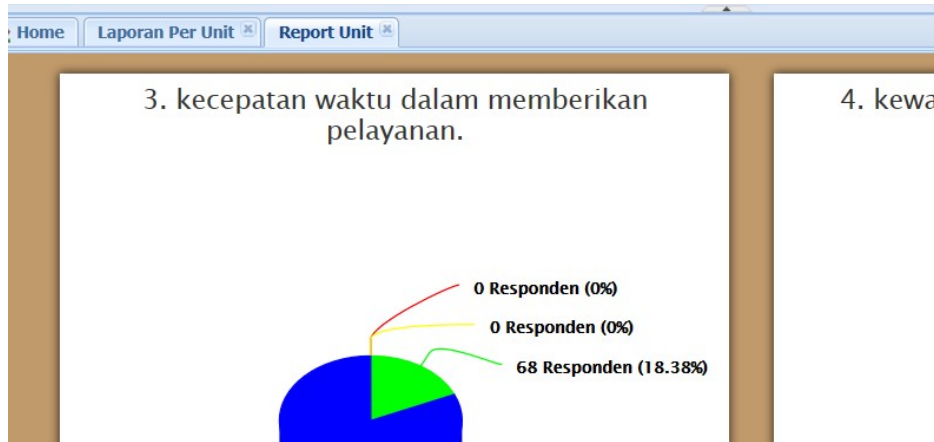 Home
Laporan Per Unit
Report Unit
3. kecepatan waktu dalam memberikan
pelayanan.
4. kewa
0 Responden (0%)
0 Responden (0%)
68 Responden (18.38%)